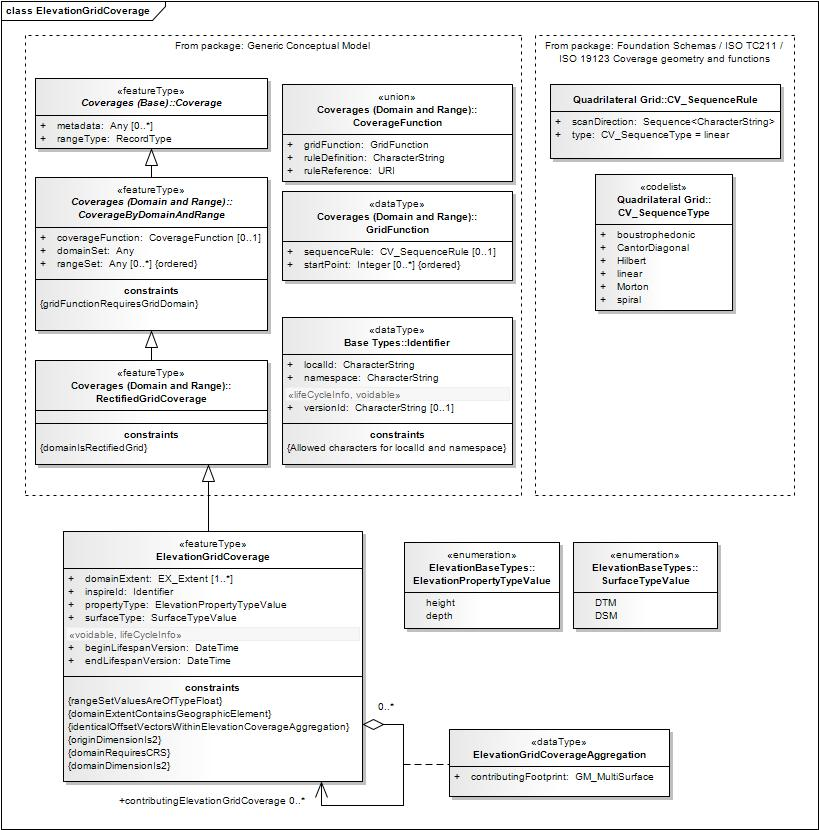 class ElevationGridCoverage
From package: Generic Conceptual Model
«featureType»
Coverages (Base)::Coverage
+ metadata: Any [0..*]
+ rangeType: RecordType
«featureType»
Coverages (Domain and Range)::
CoverageByDomainAndRange
+ coverageFunction: CoverageFunction [0..1]
+ domainSet: Any
+ rangeSet: Any [0..*] {ordered}
constraints
{gridFunctionRequiresGridDomain}
«featureType»
Coverages (Domain and Range)::
RectifiedGridCoverage
constraints
{domainIsRectifiedGrid}
«union»
Coverages (Domain and Range)::
CoverageFunction
+ gridFunction: GridFunction
+ ruleDefinition: CharacterString
+ ruleReference: URI
«dataType»
Coverages (Domain and Range)::
GridFunction
+ sequenceRule: CV_SequenceRule [0..1]
+ startPoint: Integer [0..*] {ordered}
«dataType»
Base Types::Identifier
+ localId: CharacterString
+ namespace: CharacterString
«lifeCycleInfo, voidable»
+ versionId: CharacterString [0..1]
constraints
{Allowed characters for localId and namespace}
From package: Foundation Schemas / ISO TC211 /
ISO 19123 Coverage geometry and functions
Quadrilateral Grid::CV_SequenceRule
+ scanDirection: Sequence<CharacterString>
+ type: CV_SequenceType = linear
«codelist»
Quadrilateral Grid::
CV_SequenceType
+ boustrophedonic
+ CantorDiagonal
+ Hilbert
+ linear
+ Morton
+ spiral
«featureType»
ElevationGridCoverage
+ domainExtent: EX_Extent [1..*]
+ inspireId: Identifier
+ propertyType: ElevationPropertyTypeValue
+ surfaceType: SurfaceTypeValue
«voidable, lifeCycleInfo»
+ beginLifespanVersion: DateTime
+ endLifespanVersion: DateTime
constraints
{rangeSetValuesAreOfTypeFloat}
{domainExtentContainsGeographicElement}
{identicalOffsetVectorsWithinElevationCoverageAggregation}
{originDimensionIs2}
{domainRequiresCRS}
{domainDimensionIs2}
«enumeration»
ElevationBaseTypes::
ElevationPropertyTypeValue
height
depth
«enumeration»
ElevationBaseTypes::
SurfaceTypeValue
DTM
DSM
0..*
«dataType»
ElevationGridCoverageAggregation
+ contributingFootprint: GM_MultiSurface
+contributingElevationGridCoverage 0..*